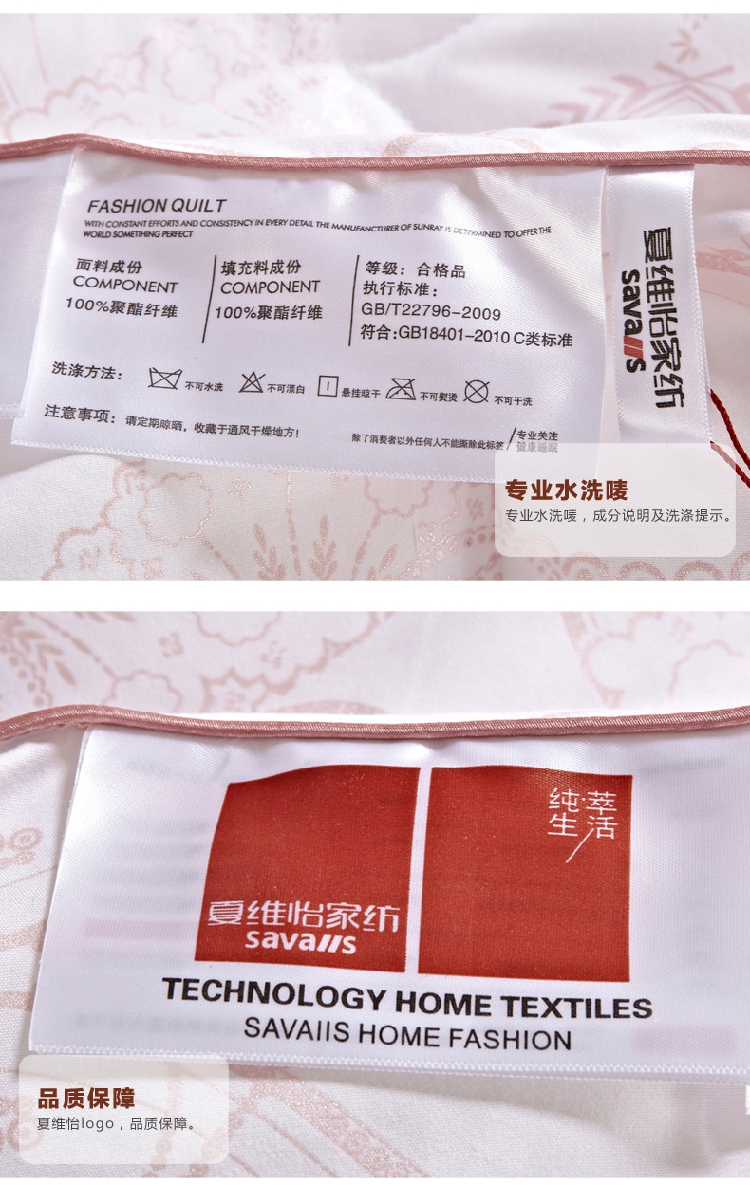 FASHION QUILT
WITH CONSTANT EFFORTS AND CONSISTENCY IN EVERY DETAIL THE MANUFANCTIRER OF SUNRAY IS DETERMINED TO OFFER THE
WORLD SOMETHING PERFECT
面料成份
COMPONENT
100%聚酯纤维
填充料成份
COMPONENT
100%聚酯纤维
等级：合格品
执行标准：
GB/T22796-2009
符合:GB18401-2010 C类标准
洗涤方法：
不可水洗
不可漂白
悬挂晾干
不可熨烫
不可干洗
注意事项：请定期晾晒，收藏于通风干燥地方！
除了消费者以外任何人不能撕除此标签
专业关注
健康睡眠
夏维怡家纺
savaIIs
专业水洗唛
专业水洗唛，成分说明及洗涤提示。
纯·萃
生活
夏维怡家纺
savaIIs
TECHNOLOGY HOME TEXTILES
SAVAIIS HOME FASHION
品质保障
夏维怡logo，品质保障。